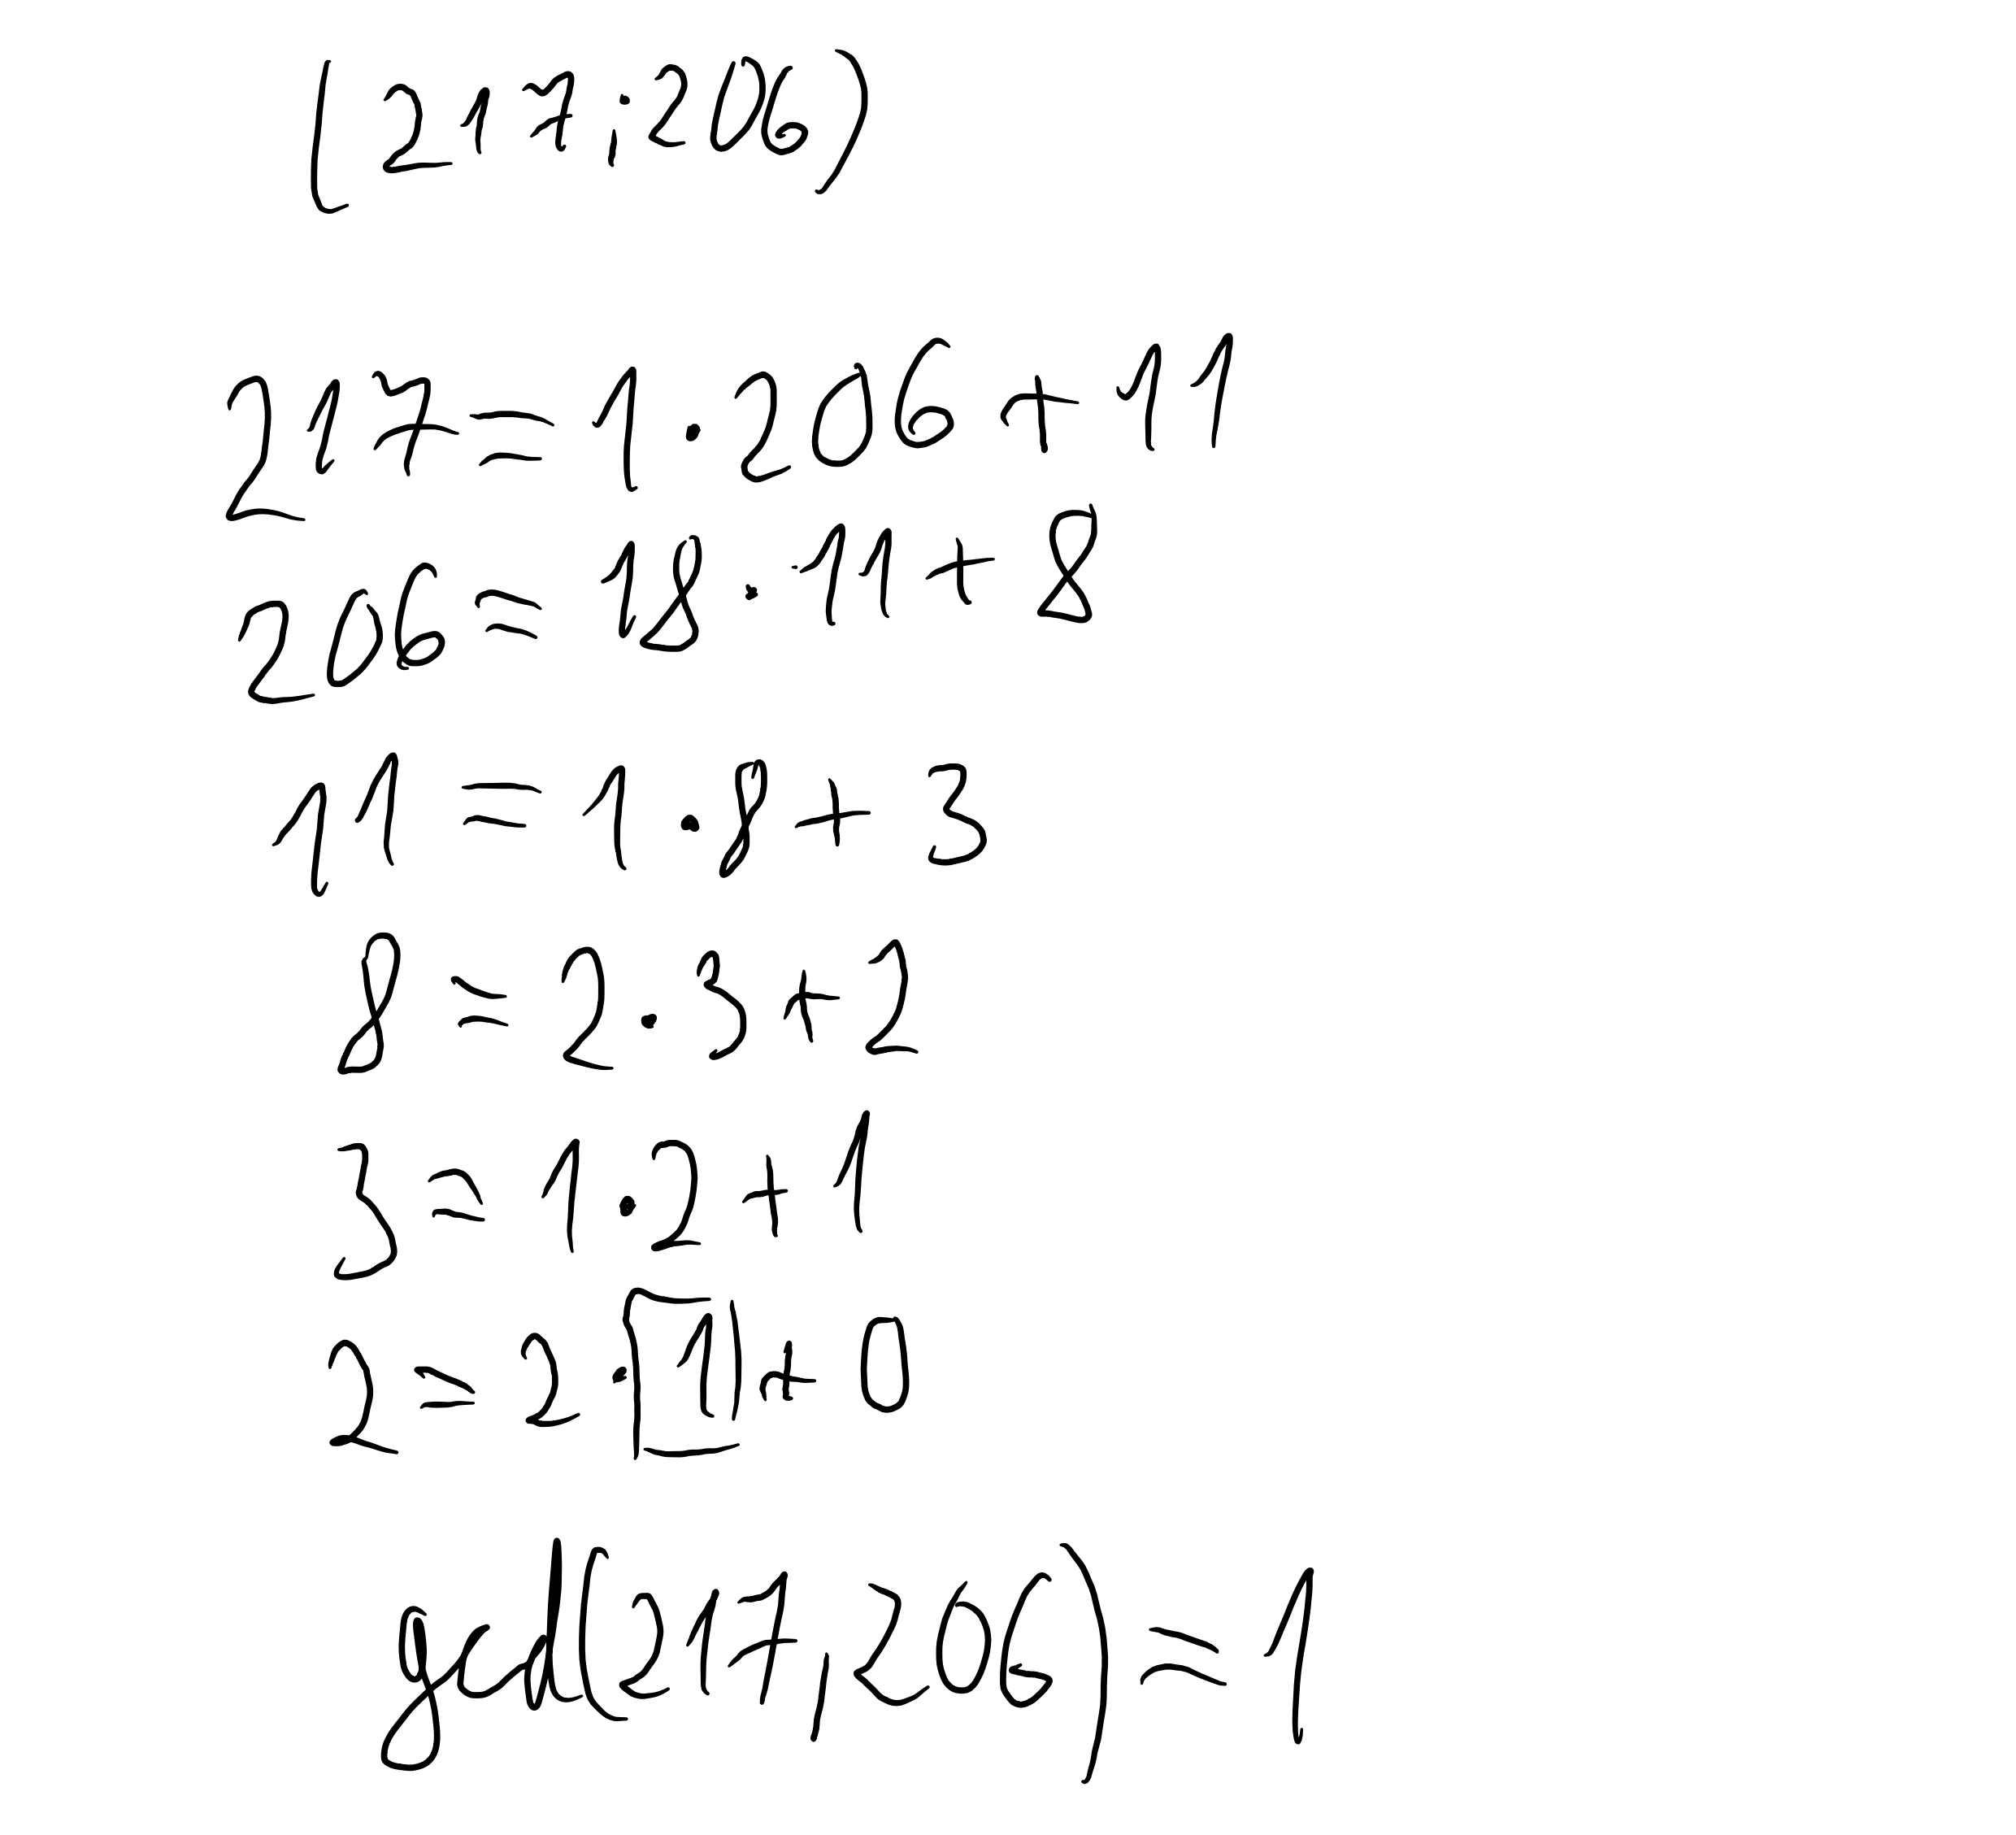 (217;206)
217 = 1 · 206 + 11
206 = 18 · 11 + 8
11 = 1 · 8 + 3
8 = 2 · 3 + 2
3 = 1 · 2 + 1
2 = 2 · 1 + 0
gcd(217,206) = 1